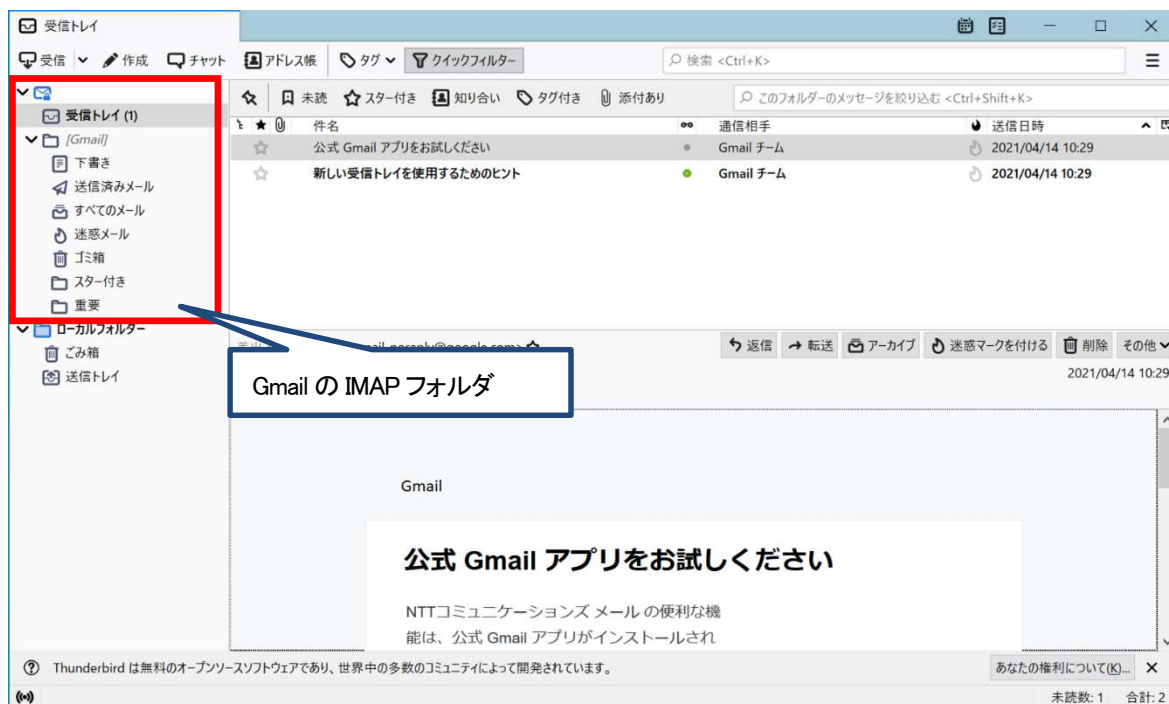 受信トレイ
受信 作成 チャット アドレス帳 タグ クイックフィルター 検索 <Ctrl+K>
未読 スター付き 知り合い タグ付き 添付あり このフォルダーのメッセージを絞り込む <Ctrl+Shift+K>
受信トレイ (1)
[Gmail]
下書き
送信済みメール
すべてのメール
迷惑メール
ゴミ箱
スター付き
重要
ローカルフォルダー
ごみ箱
送信トレイ
件名 通信相手 送信日時
公式 Gmail アプリをお試しください Gmail チーム 2021/04/14 10:29
新しい受信トレイを使用するためのヒント Gmail チーム 2021/04/14 10:29
返信 転送 アーカイブ 迷惑マークを付ける 削除 その他
2021/04/14 10:29
Gmail の IMAP フォルダ
Gmail
公式 Gmail アプリをお試しください
NTTコミュニケーションズ メール の便利な機
能は、公式 Gmail アプリがインストールされ
Thunderbird は無料のオープンソースソフトウェアであり、世界中の多数のコミュニティによって開発されています。 あなたの権利について(K)...
未読数: 1 合計: 2